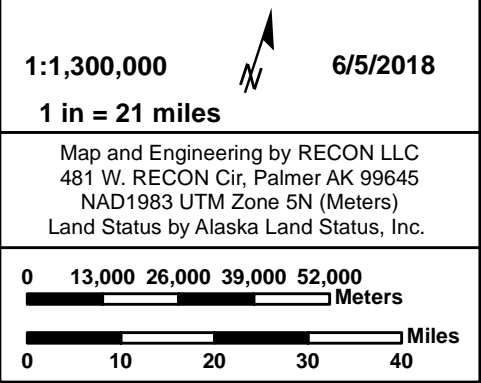 1:1,300,000 N 6/5/2018
1 in = 21 miles
Map and Engineering by RECON LLC
481 W. RECON Cir, Palmer AK 99645
NAD1983 UTM Zone 5N (Meters)
Land Status by Alaska Land Status, Inc.
0 13,000 26,000 39,000 52,000
Meters
Miles
0 10 20 30 40